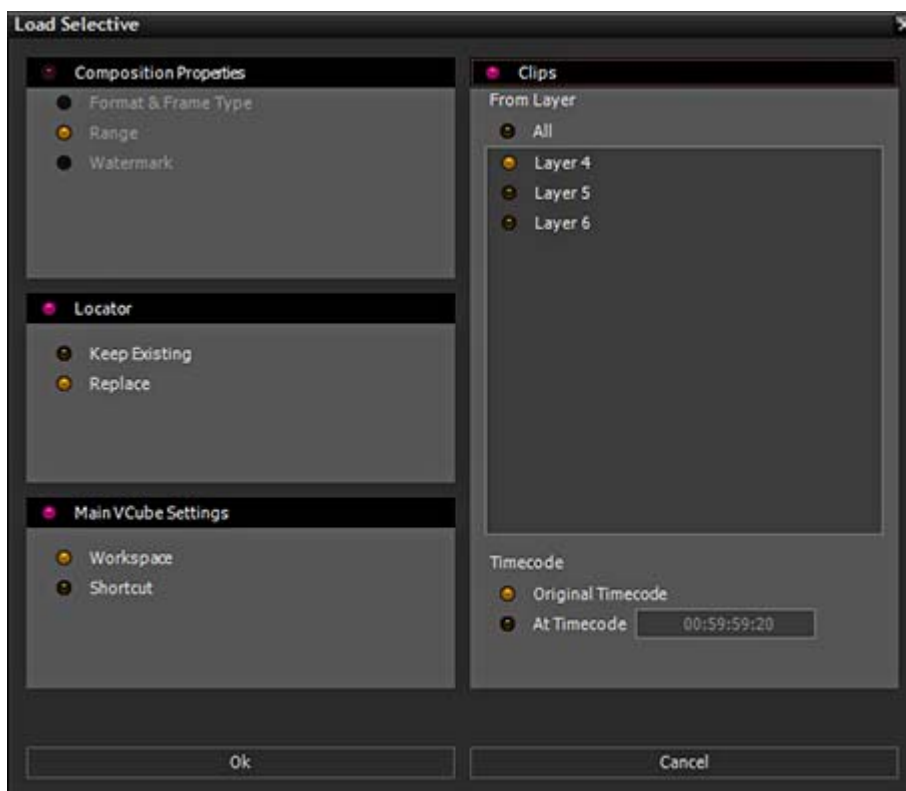 Load Selective
Composition Properties
Format & Frame Type
Range
Watermark
Locator
Keep Existing
Replace
Main VCube Settings
Workspace
Shortcut
Clips
From Layer
All
Layer 4
Layer 5
Layer 6
Timecode
Original Timecode
At Timecode 00:59:59:20
Ok
Cancel